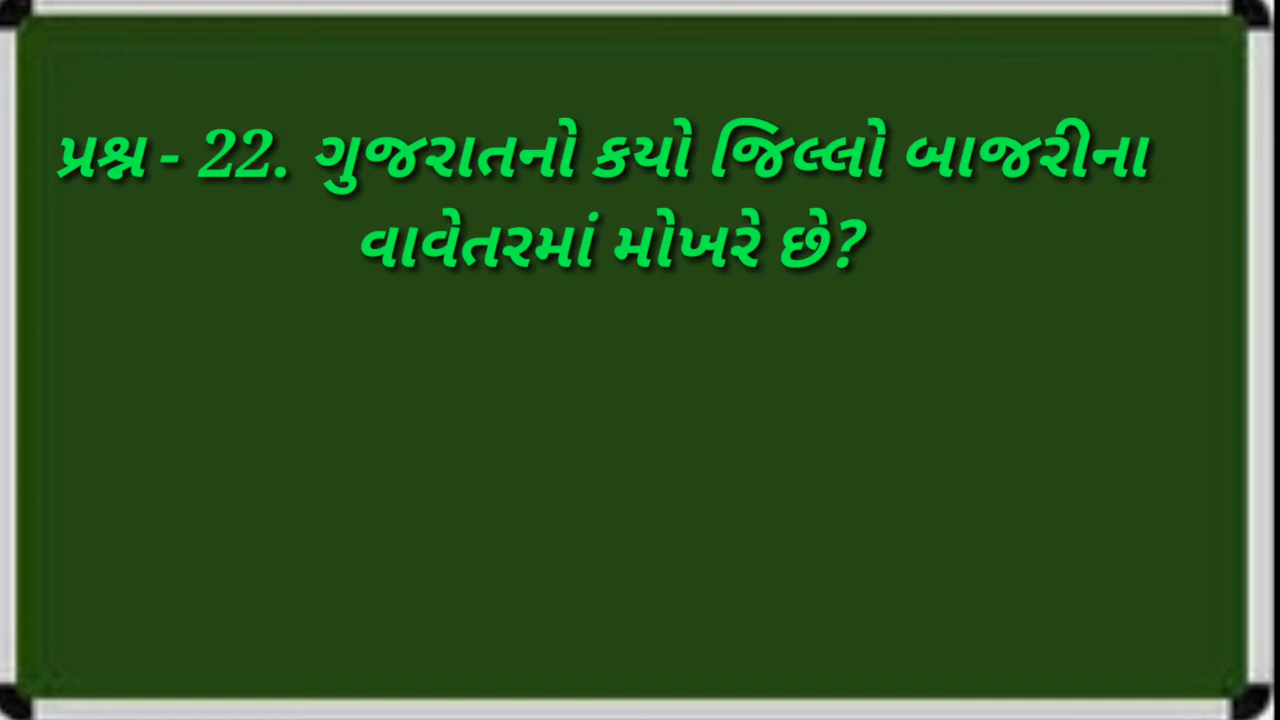 પ્રશ્ન - 22. ગુજરાતનો કયો જિલ્લો બાજરીના
વાવેતરમાં મોખરે છે?